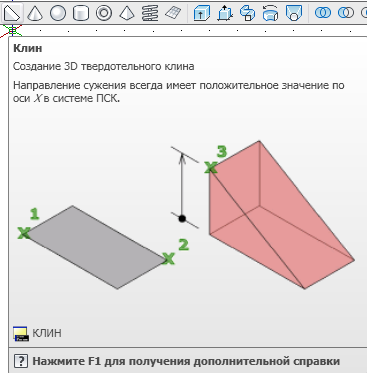 Клин
Создание 3D твердотельного клина
Направление сужения всегда имеет положительное значение по
оси X в системе ПСК.
3
1
2
КЛИН
? Нажмите F1 для получения дополнительной справки